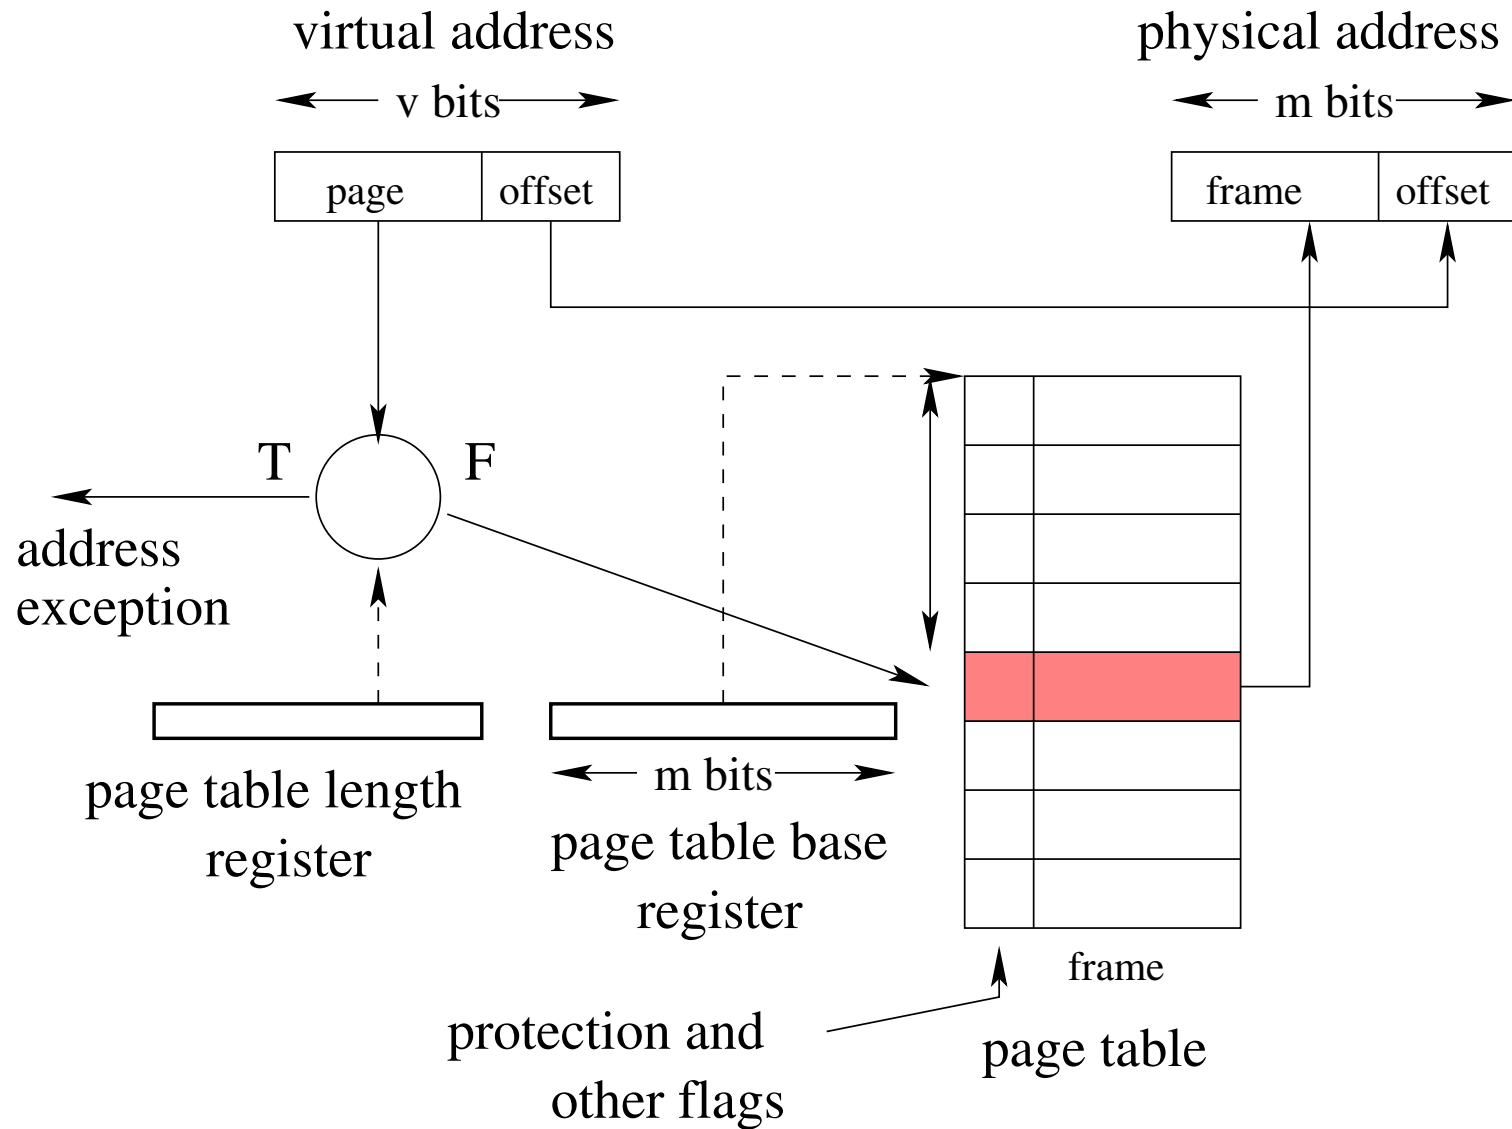 virtual address
physical address
v bits
m bits
page
offset
frame
offset
T
F
address
exception
page table length
register
m bits
page table base
register
frame
protection and
other flags
page table